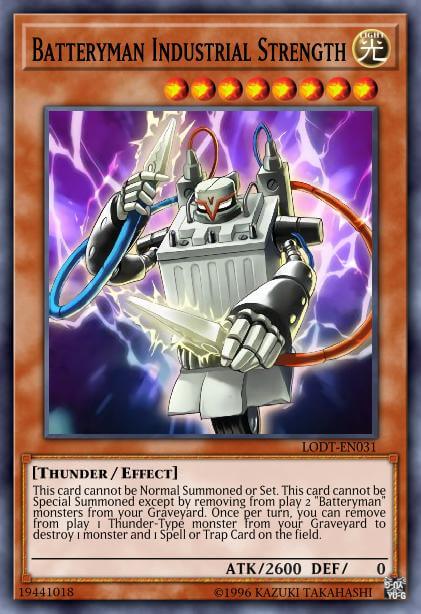 BATTERYMAN INDUSTRIAL STRENGTH
LIGHT
光
LODT-EN031
[THUNDER / EFFECT]
This card cannot be Normal Summoned or Set. This card cannot be
Special Summoned except by removing from play 2 "Batteryman"
monsters from your Graveyard. Once per turn, you can remove
from play 1 Thunder-Type monster from your Graveyard to
destroy 1 monster and 1 Spell or Trap Card on the field.
ATK/2600 DEF/ 0
19441018
©1996 KAZUKI TAKAHASHI